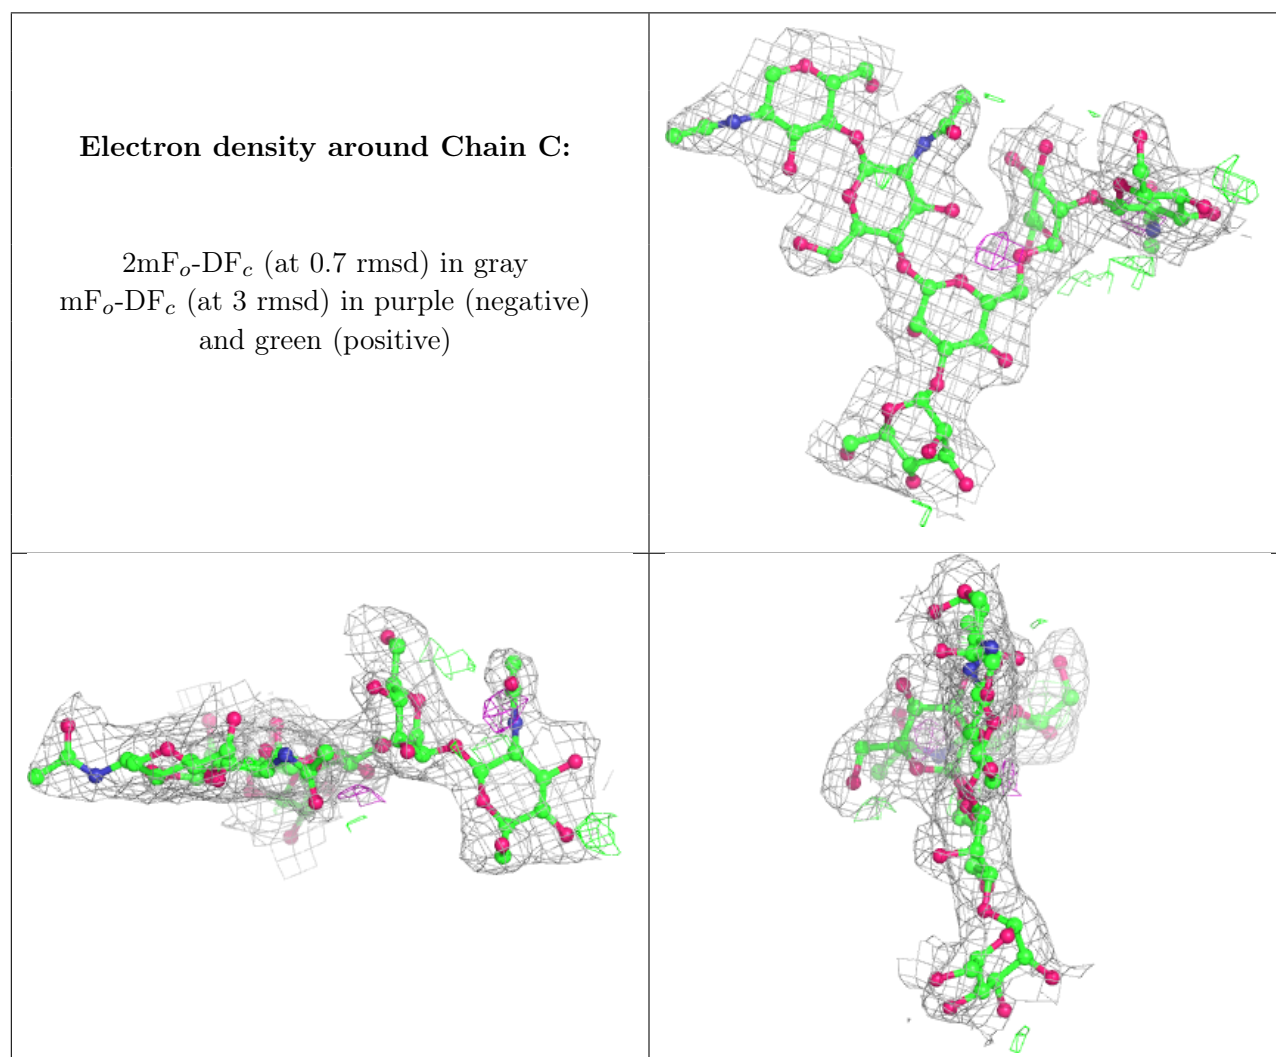 Electron density around Chain C:
2mFo-DFc (at 0.7 rmsd) in gray
mFo-DFc (at 3 rmsd) in purple (negative)
and green (positive)